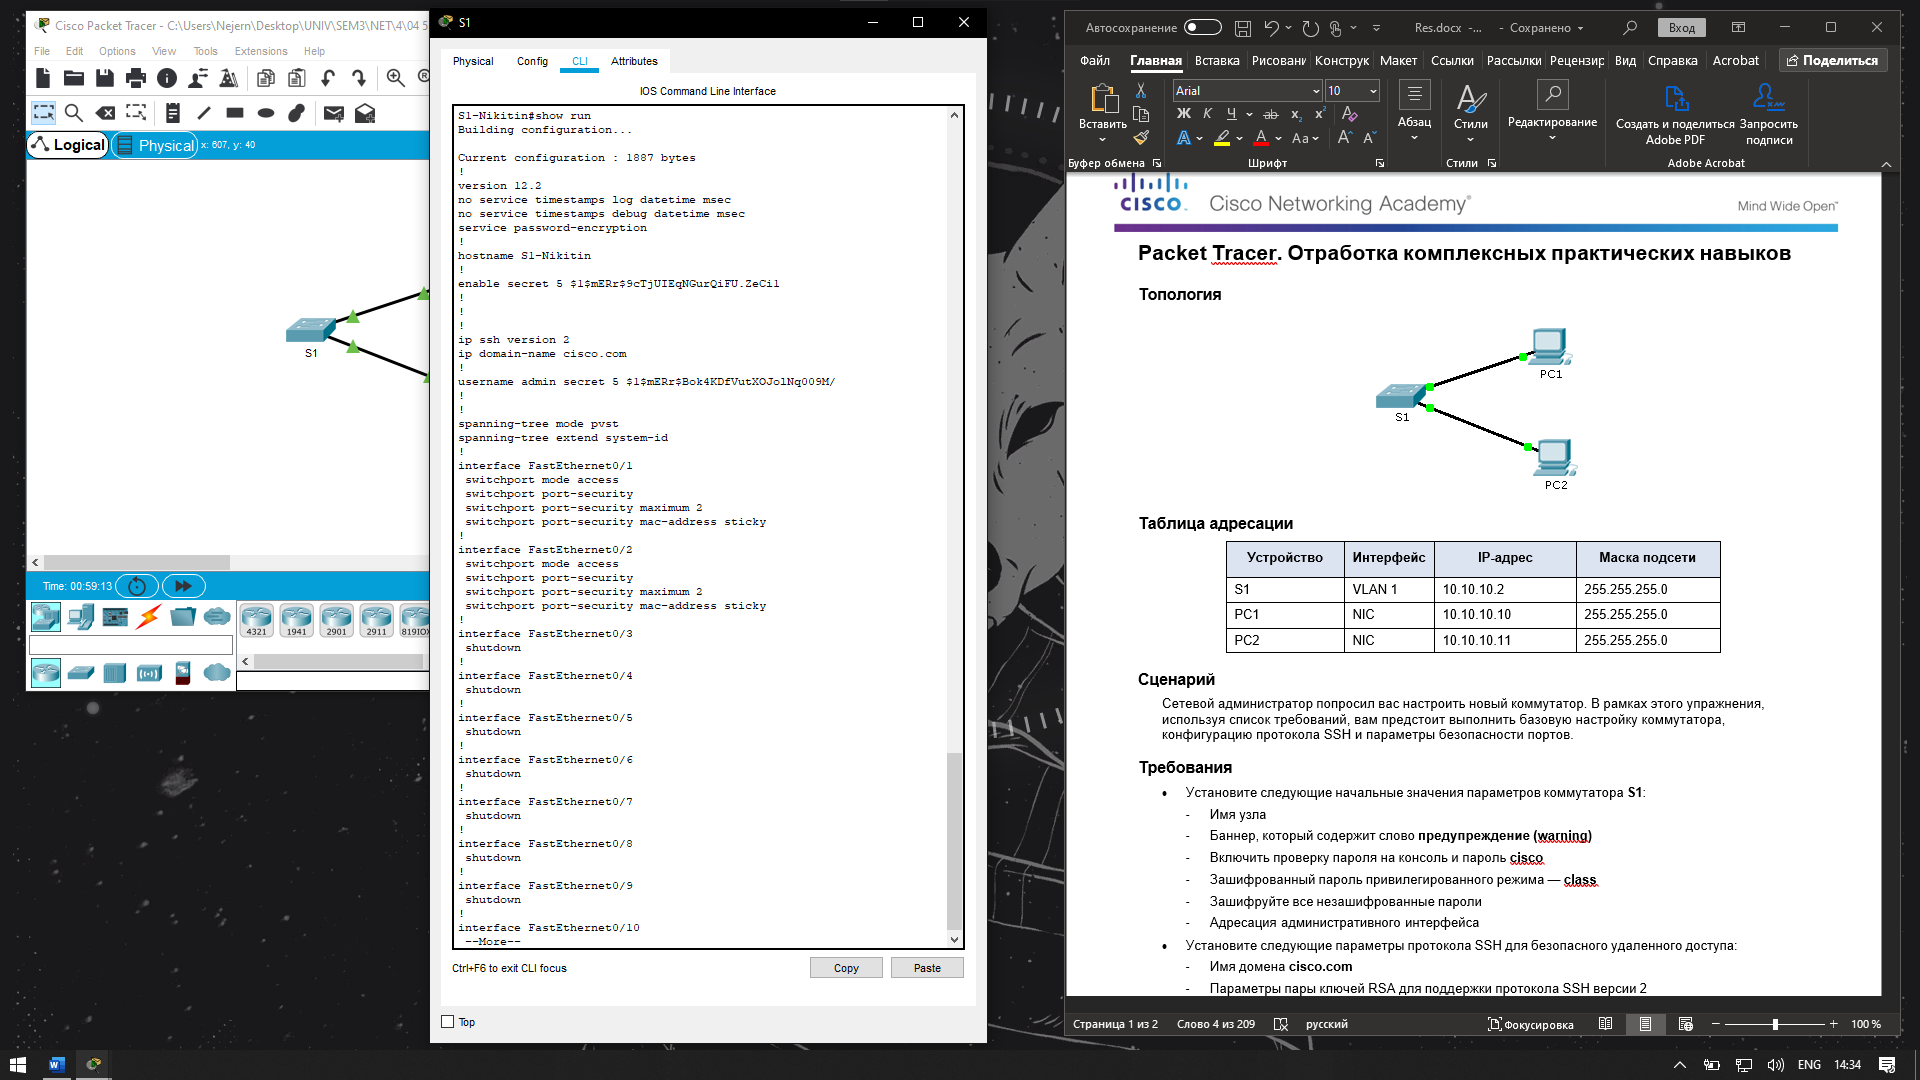 Cisco Packet Tracer - C:\Users\Nejern\Desktop\UNIV\SEM3\NET\4\04 5
File Edit Options View Tools Extensions Help
Logical
Physical
x: 607, y: 40
S1
Time: 00:59:13
4321
1941
2901
2911
819IOX
S1
Physical
Config
CLI
Attributes
IOS Command Line Interface
S1-Nikitin#show run
Building configuration...
Current configuration : 1887 bytes
!
version 12.2
no service timestamps log datetime msec
no service timestamps debug datetime msec
service password-encryption
!
hostname S1-Nikitin
!
enable secret 5 $1$mERr$9cTjUIEqNGurQiFU.ZeCi1
!
!
!
ip ssh version 2
ip domain-name cisco.com
!
username admin secret 5 $1$mERr$Bok4KDfVutXOJolNq009M/
!
!
spanning-tree mode pvst
spanning-tree extend system-id
!
interface FastEthernet0/1
switchport mode access
switchport port-security
switchport port-security maximum 2
switchport port-security mac-address sticky
!
interface FastEthernet0/2
switchport mode access
switchport port-security
switchport port-security maximum 2
switchport port-security mac-address sticky
!
interface FastEthernet0/3
shutdown
!
interface FastEthernet0/4
shutdown
!
interface FastEthernet0/5
shutdown
!
interface FastEthernet0/6
shutdown
!
interface FastEthernet0/7
shutdown
!
interface FastEthernet0/8
shutdown
!
interface FastEthernet0/9
shutdown
!
interface FastEthernet0/10
--More--
Ctrl+F6 to exit CLI focus
Copy
Paste
Top
Автосохранение
Res.docx -... - Сохранено
Вход
Файл Главная Вставка Рисовани Конструк Макет Ссылки Рассылки Рецензир Вид Справка Acrobat
Поделиться
Вставить
Буфер обмена
Arial
10
Ж К Ч ab x₂ x²
Шрифт
Абзац
Стили
Стили
Редактирование
Создать и поделиться Adobe PDF
Запросить подписи
Adobe Acrobat
CISCO. Cisco Networking Academy®
Mind Wide Open™
Packet Tracer. Отработка комплексных практических навыков
Топология
PC1
S1
PC2
Таблица адресации
Устройство Интерфейс IP-адрес Маска подсети
S1 VLAN 1 10.10.10.2 255.255.255.0
PC1 NIC 10.10.10.10 255.255.255.0
PC2 NIC 10.10.10.11 255.255.255.0
Сценарий
Сетевой администратор попросил вас настроить новый коммутатор. В рамках этого упражнения,
используя список требований, вам предстоит выполнить базовую настройку коммутатора,
конфигурацию протокола SSH и параметры безопасности портов.
Требования
• Установите следующие начальные значения параметров коммутатора S1:
- Имя узла
- Баннер, который содержит слово предупреждение (warning)
- Включить проверку пароля на консоль и пароль cisco
- Зашифрованный пароль привилегированного режима — class
- Зашифруйте все незашифрованные пароли
- Адресация административного интерфейса
• Установите следующие параметры протокола SSH для безопасного удаленного доступа:
- Имя домена cisco.com
- Параметры пары ключей RSA для поддержки протокола SSH версии 2
Страница 1 из 2
Слово 4 из 209
русский
Фокусировка
100 %
ENG
14:34